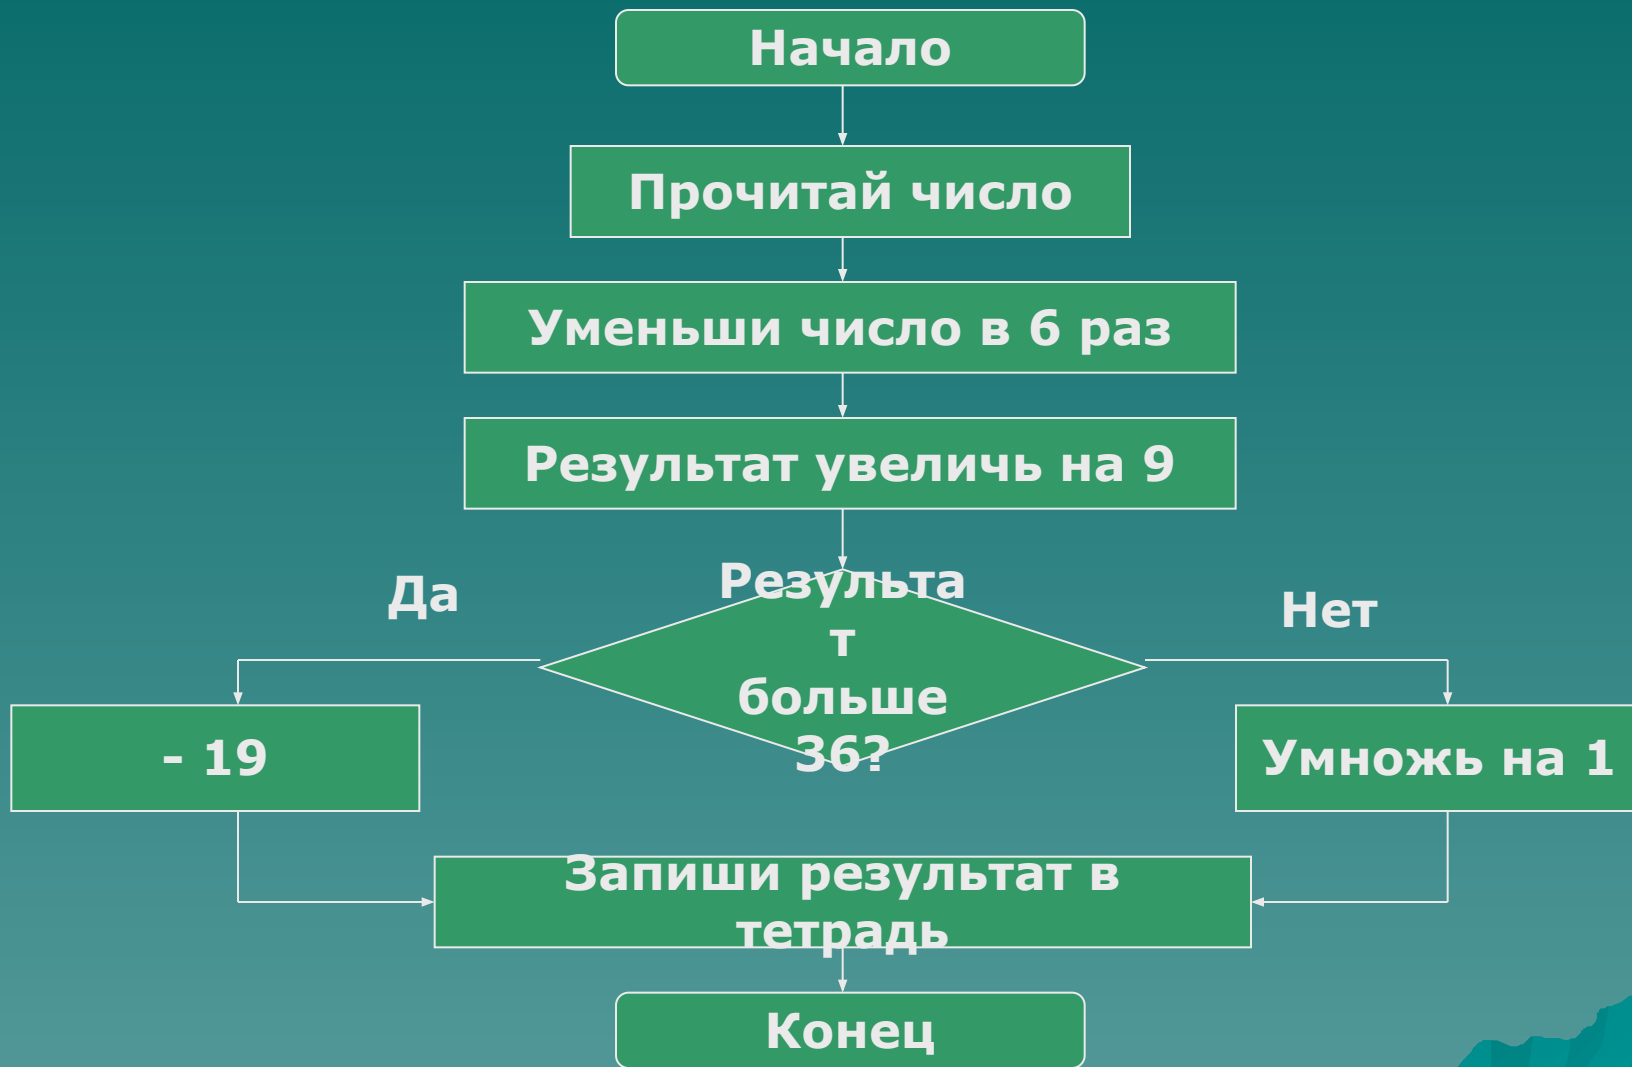 Начало
Прочитай число
Уменьши число в 6 раз
Результат увеличь на 9
Да
Результа
т
больше
36?
Нет
- 19
Умножь на 1
Запиши результат в
тетрадь
Конец